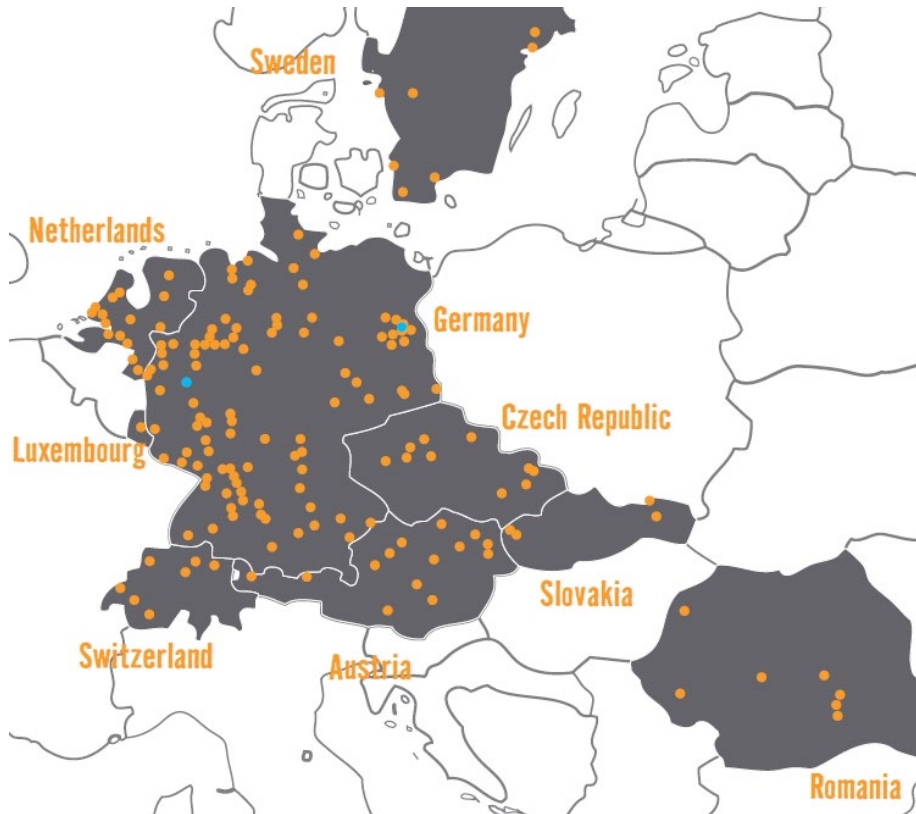 Sweden
Netherlands
Germany
Czech Republic
Luxembourg
Slovakia
Switzerland
Austria
Romania